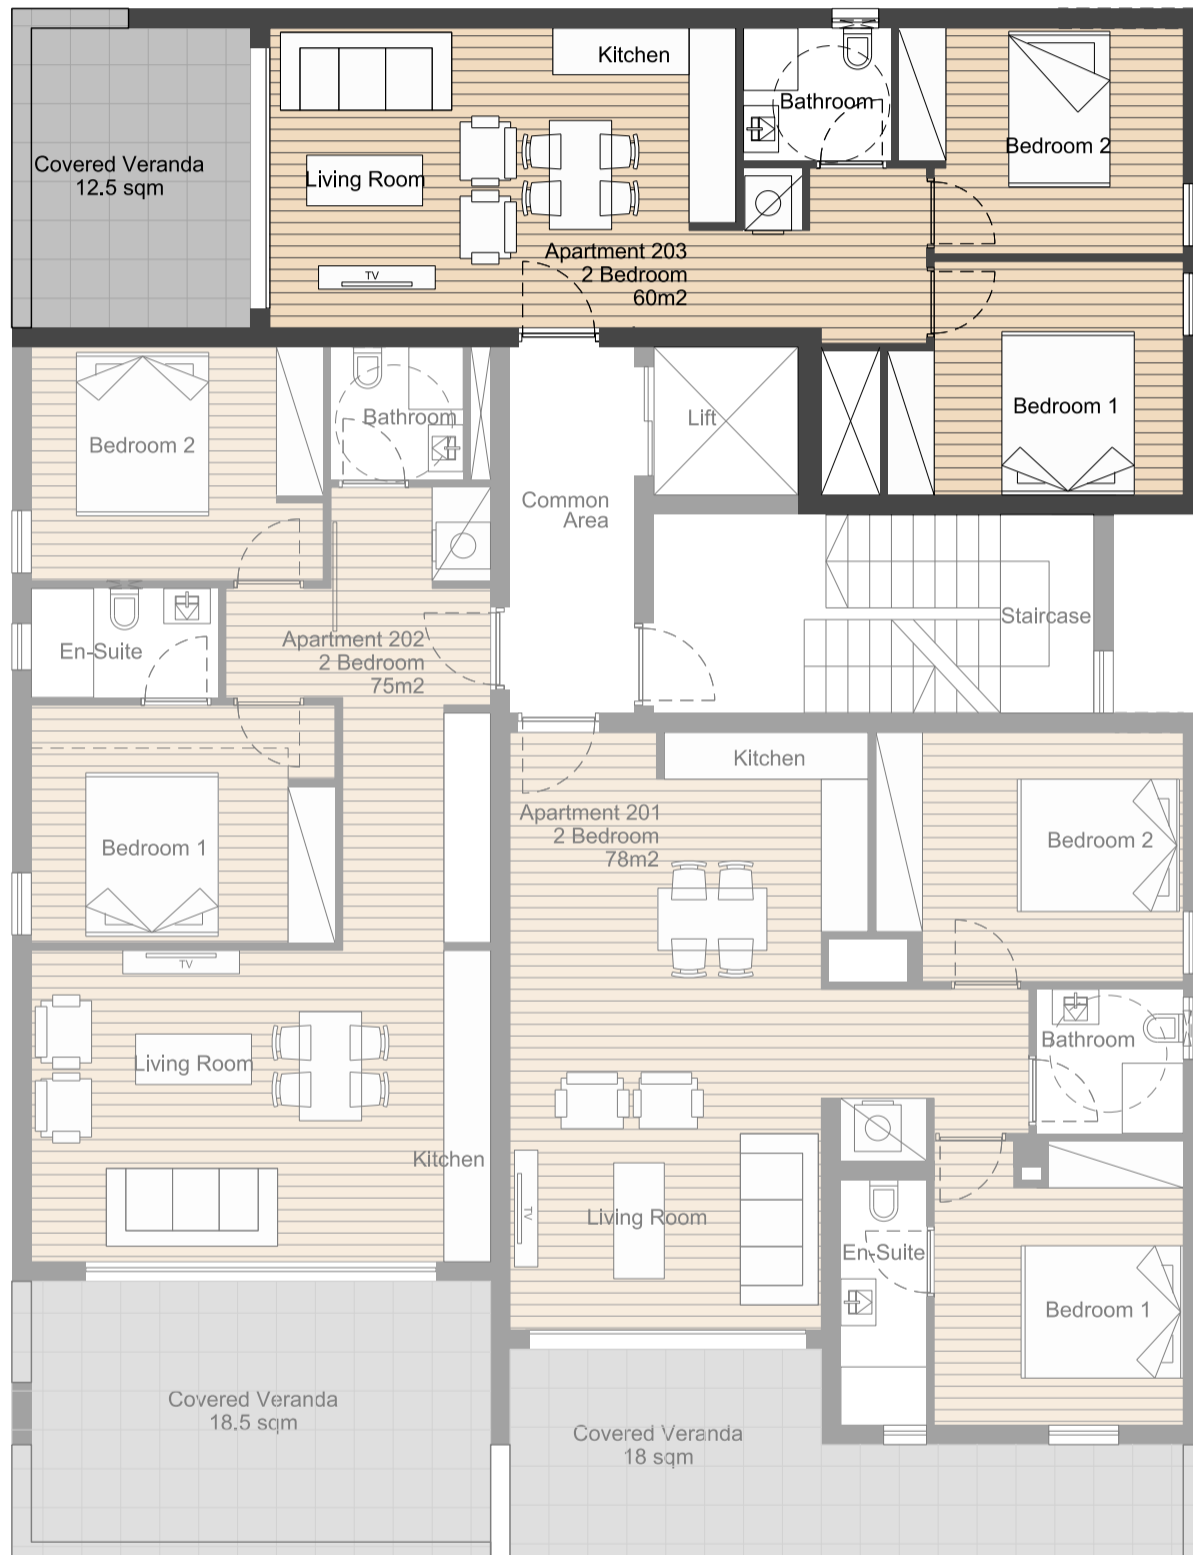 Kitchen
Bathroom
Bedroom 2
Covered Veranda
12.5 sqm
Living Room
Apartment 203
2 Bedroom
60m2
TV
Bedroom 1
Bedroom 2
Bathroom
Lift
Common
Area
Staircase
En-Suite
Apartment 202
2 Bedroom
75m2
Kitchen
Apartment 201
2 Bedroom
78m2
Bedroom 2
Bedroom 1
TV
Living Room
Bathroom
Kitchen
TV
Living Room
En-Suite
Bedroom 1
Covered Veranda
18.5 sqm
Covered Veranda
18 sqm